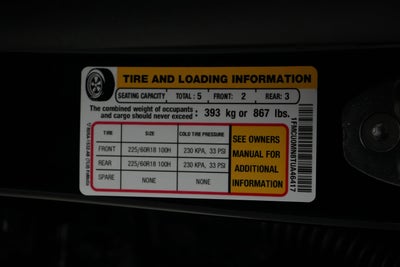 TIRE AND LOADING INFORMATION
SEATING CAPACITY TOTAL: 5 FRONT: 2 REAR: 3
The combined weight of occupants
and cargo should never exceed : 393 kg or 867 lbs.
TIRE SIZE COLD TIRE PRESSURE
FRONT 225/60R18 100H 230 KPA, 33 PSI
REAR 225/60R18 100H 230 KPA, 33 PSI
SPARE NONE NONE
SEE OWNERS
MANUAL FOR
ADDITIONAL
INFORMATION